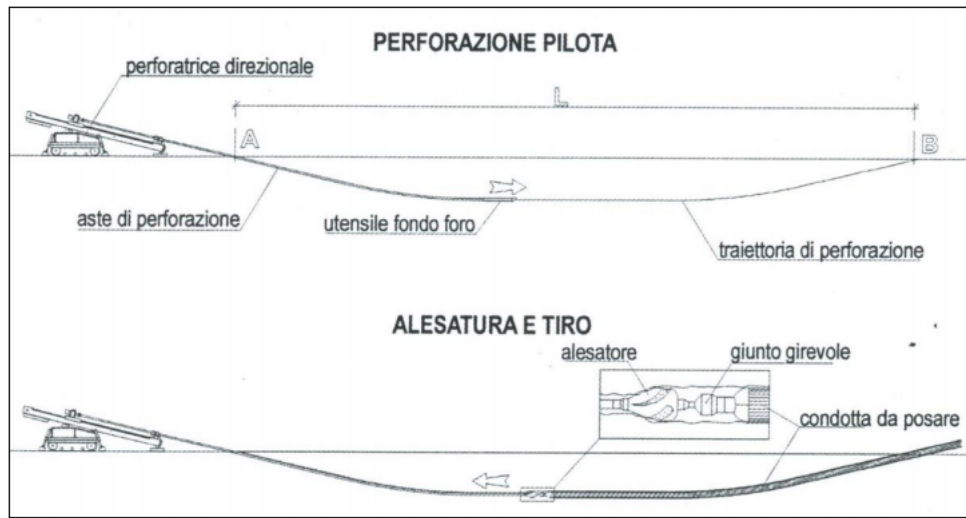 PERFORAZIONE PILOTA
perforatrice direzionale
L
A
B
aste di perforazione
utensile fondo foro
traiettoria di perforazione
ALESATURA E TIRO
alesatore
giunto girevole
condotta da posare